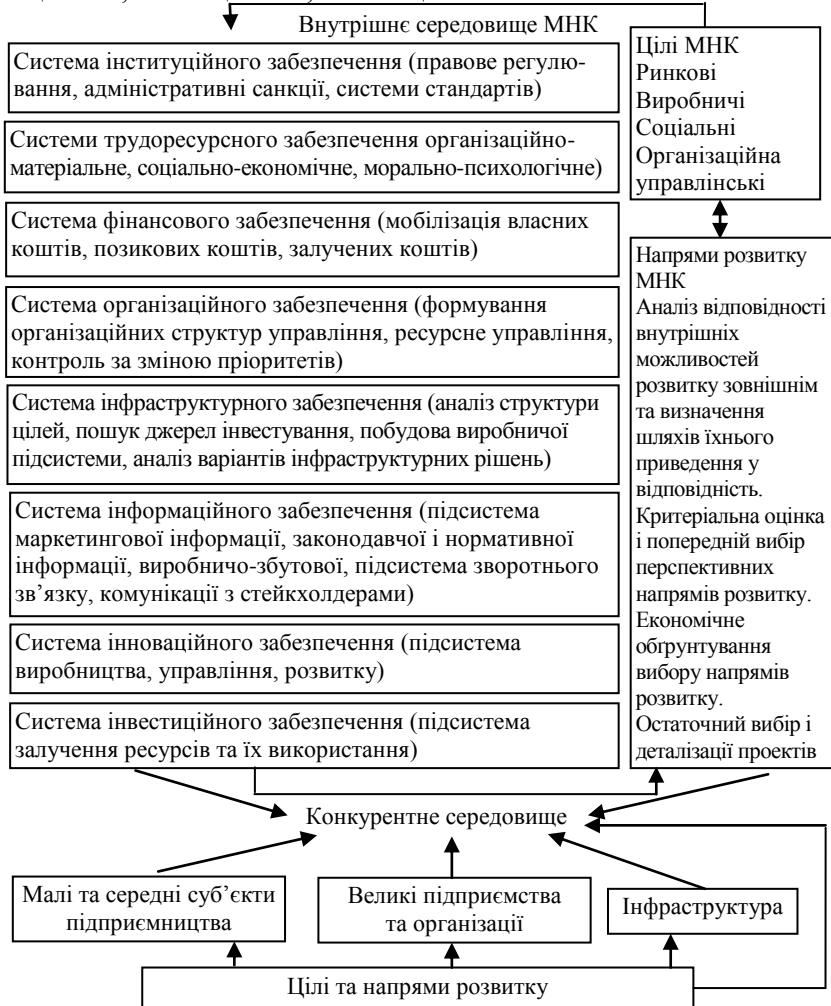 Внутрішнє середовище МНК
Система інституційного забезпечення (правове регулю-
вання, адміністративні санкції, системи стандартів)
Системи трудоресурсного забезпечення організаційно-
матеріальне, соціально-економічне, морально-психологічне)
Система фінансового забезпечення (мобілізація власних
коштів, позикових коштів, залучених коштів)
Система організаційного забезпечення (формування
організаційних структур управління, ресурсне управління,
контроль за зміною пріоритетів)
Система інфраструктурного забезпечення (аналіз структури
цілей, пошук джерел інвестування, побудова виробничої
підсистеми, аналіз варіантів інфраструктурних рішень)
Система інформаційного забезпечення (підсистема
маркетингової інформації, законодавчої і нормативної
інформації, виробничо-збутової, підсистема зворотнього
зв’язку, комунікації з стейкхолдерами)
Система інноваційного забезпечення (підсистема
виробництва, управління, розвитку)
Система інвестиційного забезпечення (підсистема
залучення ресурсів та їх використання)
Цілі МНК
Ринкові
Виробничі
Соціальні
Організаційна
управлінські
Напрями розвитку
МНК
Аналіз відповідності
внутрішніх
можливостей
розвитку зовнішнім
та визначення
шляхів їхнього
приведення у
відповідність.
Критеріальна оцінка
і попередній вибір
перспективних
напрямів розвитку.
Економічне
обґрунтування
вибору напрямів
розвитку.
Остаточний вибір і
деталізації проектів
Конкурентне середовище
Малі та середні суб’єкти
підприємництва
Великі підприємства
та організації
Інфраструктура
Цілі та напрями розвитку